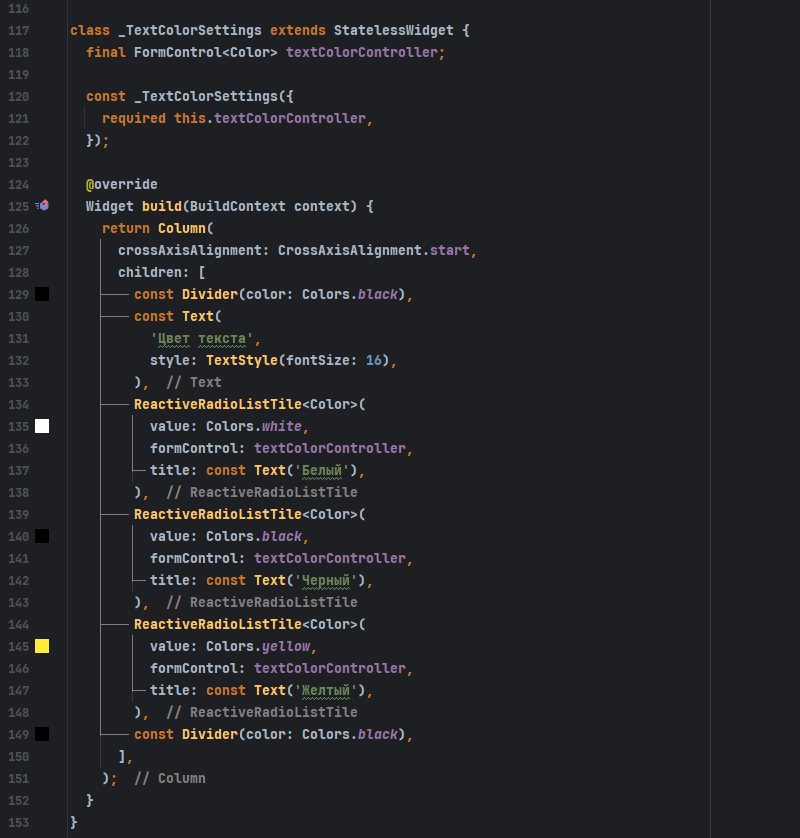 116
117 class _TextColorSettings extends StatelessWidget {
118   final FormControl<Color> textColorController;
119
120   const _TextColorSettings({
121     required this.textColorController,
122   });
123
124   @override
125   Widget build(BuildContext context) {
126     return Column(
127       crossAxisAlignment: CrossAxisAlignment.start,
128       children: [
129         const Divider(color: Colors.black),
130         const Text(
131           'Цвет текста',
132           style: TextStyle(fontSize: 16),
133         ),  // Text
134         ReactiveRadioListTile<Color>(
135           value: Colors.white,
136           formControl: textColorController,
137           title: const Text('Белый'),
138         ),  // ReactiveRadioListTile
139         ReactiveRadioListTile<Color>(
140           value: Colors.black,
141           formControl: textColorController,
142           title: const Text('Черный'),
143         ),  // ReactiveRadioListTile
144         ReactiveRadioListTile<Color>(
145           value: Colors.yellow,
146           formControl: textColorController,
147           title: const Text('Желтый'),
148         ),  // ReactiveRadioListTile
149         const Divider(color: Colors.black),
150       ],
151     );  // Column
152   }
153 }